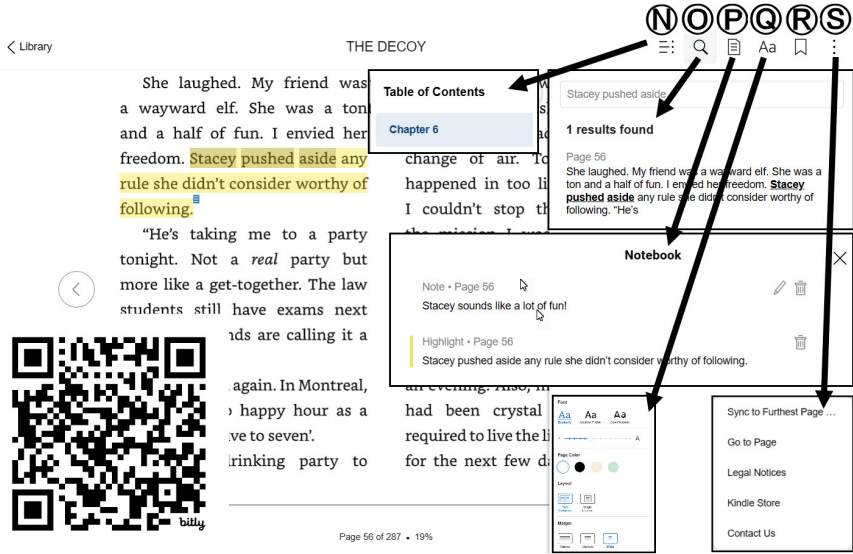 N O P Q R S
Library
THE DECOY
Aa
She laughed. My friend was
a wayward elf. She was a ton
and a half of fun. I envied her
freedom. Stacey pushed aside any
rule she didn't consider worthy of
following.
“He's taking me to a party
tonight. Not a real party but
more like a get-together. The law
students still have exams next
nds are calling it a
again. In Montreal,
happy hour as a
ve to seven'.
drinking party to
Table of Contents
Chapter 6
change of air. To
happened in too li
I couldn't stop th
the mission I was
an evening. Also, in
had been crystal
required to live the li
for the next few da
Stacey pushed aside
1 results found
Page 56
She laughed. My friend was a wayward elf. She was a
ton and a half of fun. I envied her freedom. Stacey
pushed aside any rule she didn't consider worthy of
following. “He's
Notebook
Note • Page 56
Stacey sounds like a lot of fun!
Highlight • Page 56
Stacey pushed aside any rule she didn't consider worthy of following.
Font
Aa Aa Aa
A
Page Color
Layout
Margin
Sync to Furthest Page ...
Go to Page
Legal Notices
Kindle Store
Contact Us
bitly
Page 56 of 287 • 19%